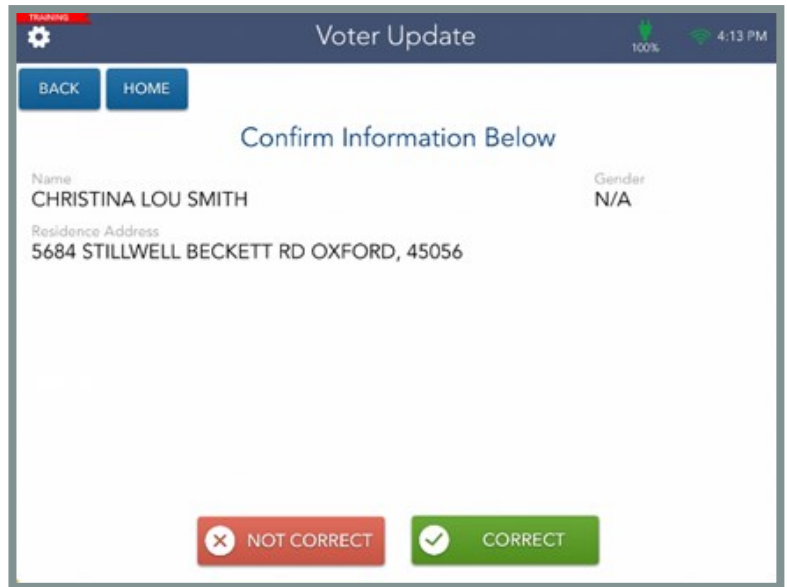 TRAINING
Voter Update
100%
4:13 PM
BACK
HOME
Confirm Information Below
Name
Gender
CHRISTINA LOU SMITH
N/A
Residence Address
5684 STILLWELL BECKETT RD OXFORD, 45056
NOT CORRECT
CORRECT